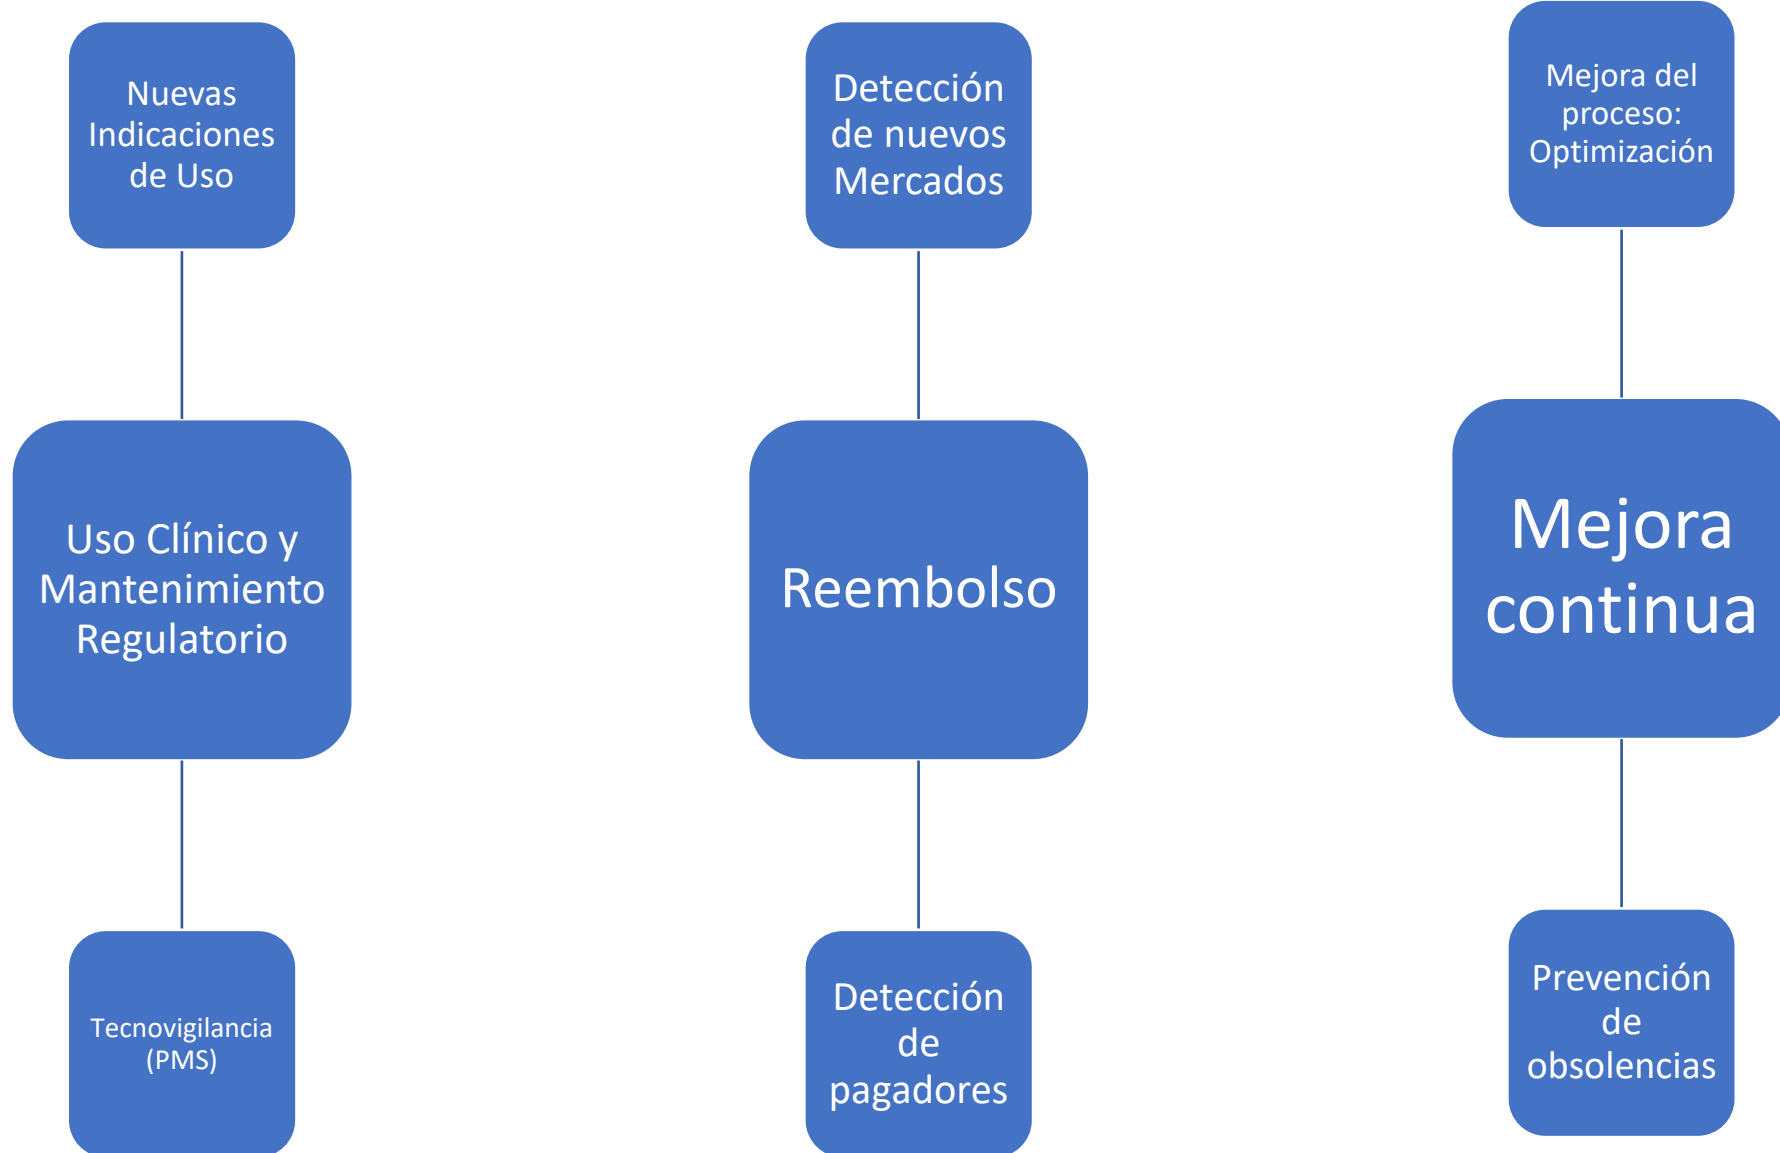 Nuevas
Indicaciones
de Uso
Uso Clínico y
Mantenimiento
Regulatorio
Tecnovigilancia
(PMS)
Detección
de nuevos
Mercados
Reembolso
Detección
de
pagadores
Mejora del
proceso:
Optimización
Mejora
continua
Prevención
de
obsolencias